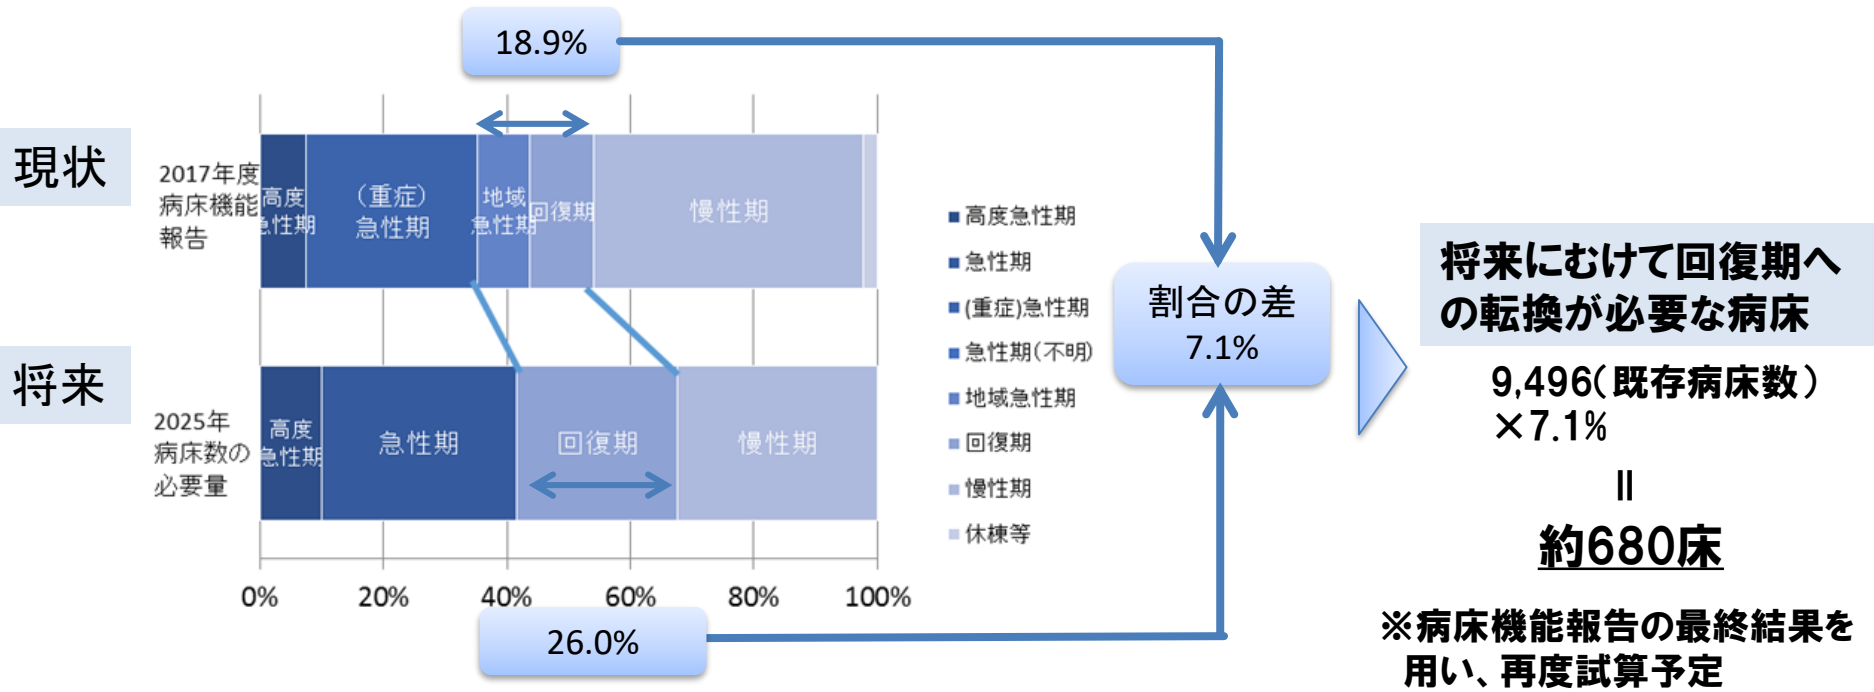 18.9%
現状
2017年度
病床機能
報告
高度
急性期
（重症）
急性期
地域
急性期
回復期
慢性期
将来
2025年
病床数の
必要量
高度
急性期
急性期
回復期
慢性期
0%
20%
40%
60%
80%
100%
26.0%
高度急性期
急性期
(重症)急性期
急性期(不明)
地域急性期
回復期
慢性期
休棟等
割合の差
7.1%
将来にむけて回復期へ
の転換が必要な病床
9,496（既存病床数）
×7.1%
＝
約680床
※病床機能報告の最終結果を
用い、再度試算予定